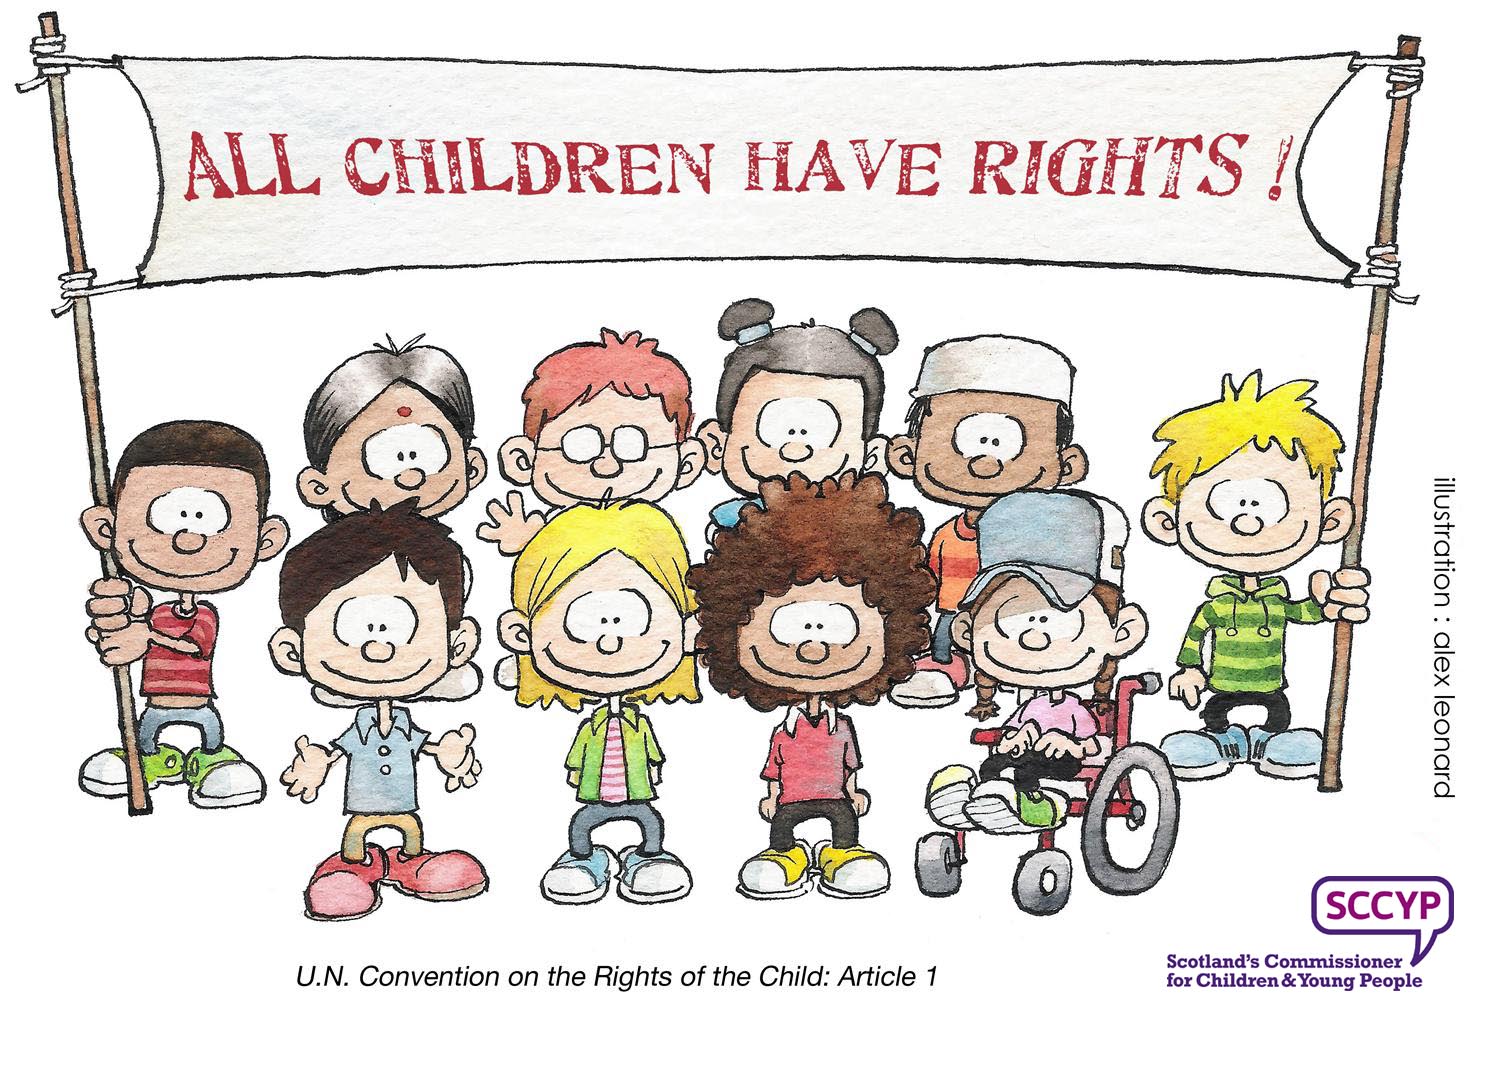 ALL CHILDREN HAVE RIGHTS !
illustration : alex leonard
SCCYP
Scotland's Commissioner
for Children & Young People
U.N. Convention on the Rights of the Child: Article 1